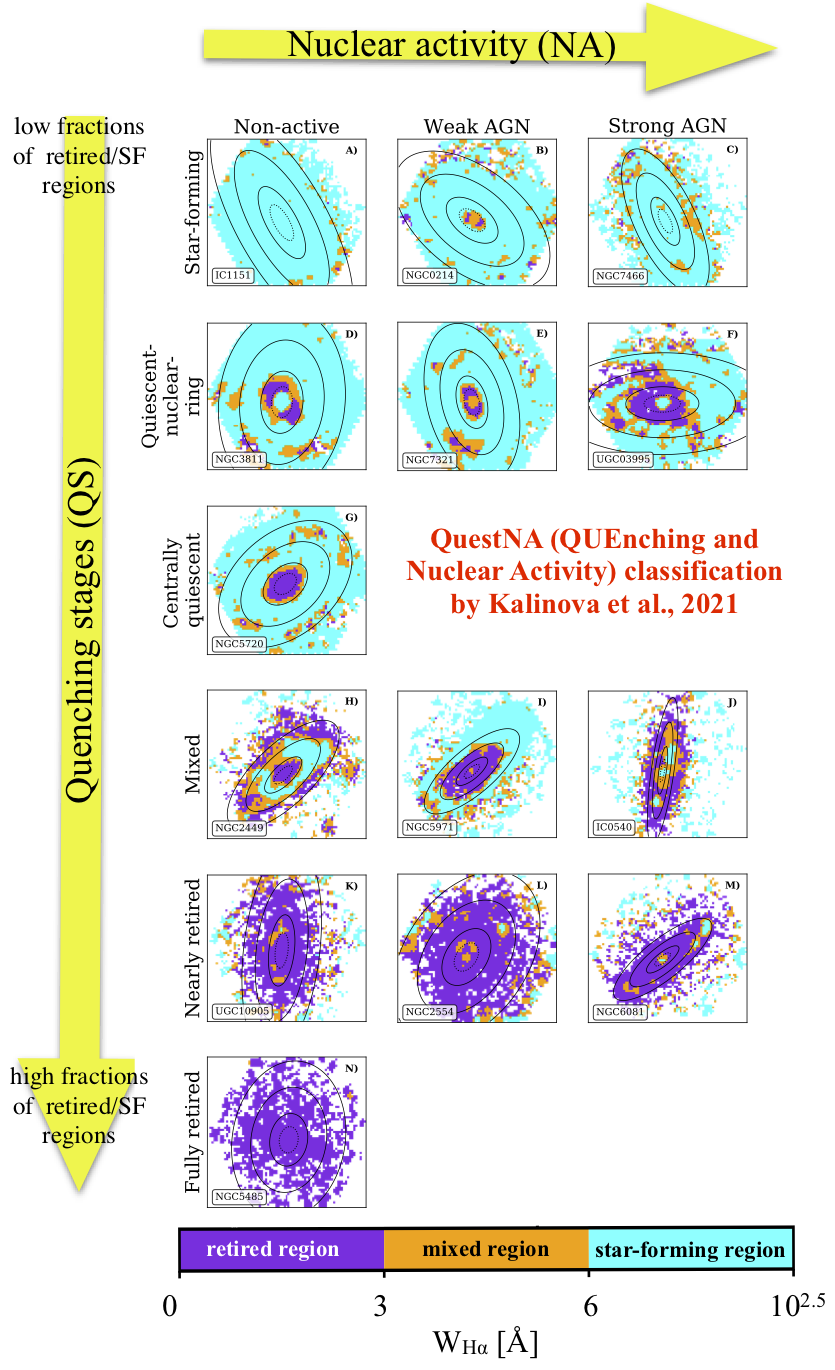 Nuclear activity (NA)
low fractions
of retired/SF
regions
Non-active
Weak AGN
Strong AGN
Quenching stages (QS)
Star-forming
A)
IC1151
B)
NGC0214
C)
NGC7466
Quiescent-
nuclear-
ring
D)
NGC3811
E)
NGC7321
F)
UGC03995
Centrally
quiescent
G)
NGC5720
QuestNA (QUEnching and
Nuclear Activity) classification
by Kalinova et al., 2021
Mixed
H)
NGC2449
I)
NGC5971
J)
IC0540
Nearly retired
K)
UGC10905
L)
NGC2554
M)
NGC6081
high fractions
of retired/SF
regions
Fully retired
N)
NGC5485
retired region
mixed region
star-forming region
0
3
6
10^2.5
W_Hα [Å]